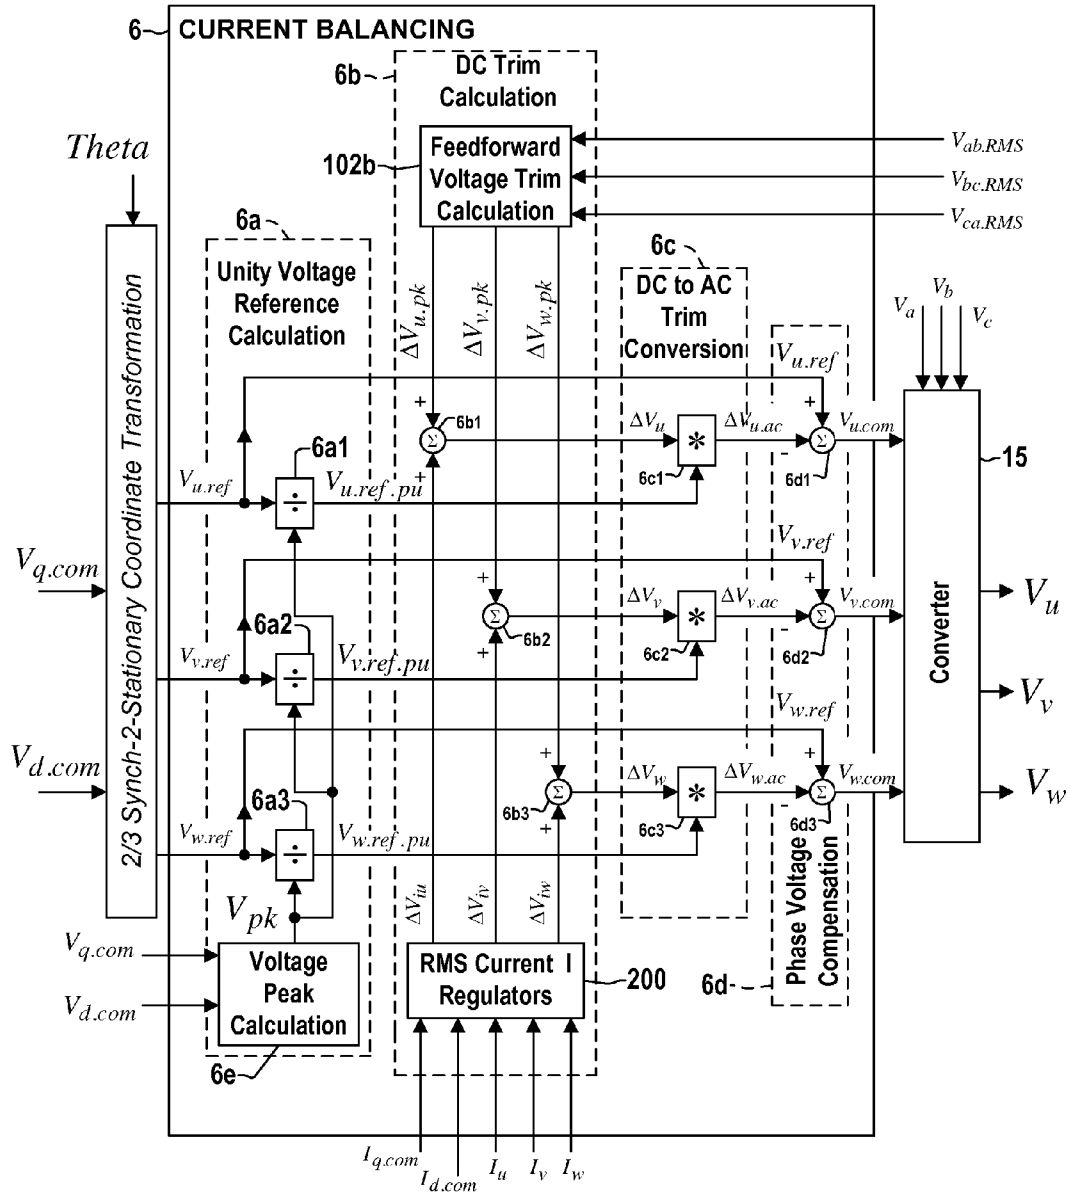 6
CURRENT BALANCING
6b
DC Trim
Calculation
Theta
102b
Feedforward
Voltage Trim
Calculation
V_ab.RMS
V_bc.RMS
V_ca.RMS
6a
Unity Voltage
Reference
Calculation
6c
DC to AC
Trim
Conversion
ΔV_u.pk
ΔV_v.pk
ΔV_w.pk
V_a
V_b
V_c
2/3 Synch-2-Stationary Coordinate Transformation
V_u.ref
+
6b1
Σ
+
ΔV_u
*
6c1
ΔV_u.ac
+
-
Σ
6d1
V_u.com
15
6a1
V_u.ref
÷
V_u.ref.pu
V_q.com
V_v.ref
+
Σ
6b2
+
ΔV_v
*
6c2
ΔV_v.ac
+
-
Σ
6d2
V_v.com
V_u
6a2
V_v.ref
÷
V_v.ref.pu
Converter
V_v
V_w.ref
V_d.com
+
Σ
6b3
+
ΔV_w
*
6c3
ΔV_w.ac
+
-
Σ
6d3
V_w.com
V_w
6a3
V_w.ref
÷
V_w.ref.pu
V_pk
ΔV_iu
ΔV_iv
ΔV_iw
Phase Voltage
Compensation
6d
V_q.com
V_d.com
Voltage
Peak
Calculation
6e
RMS Current I
Regulators
200
I_q.com
I_d.com
I_u
I_v
I_w